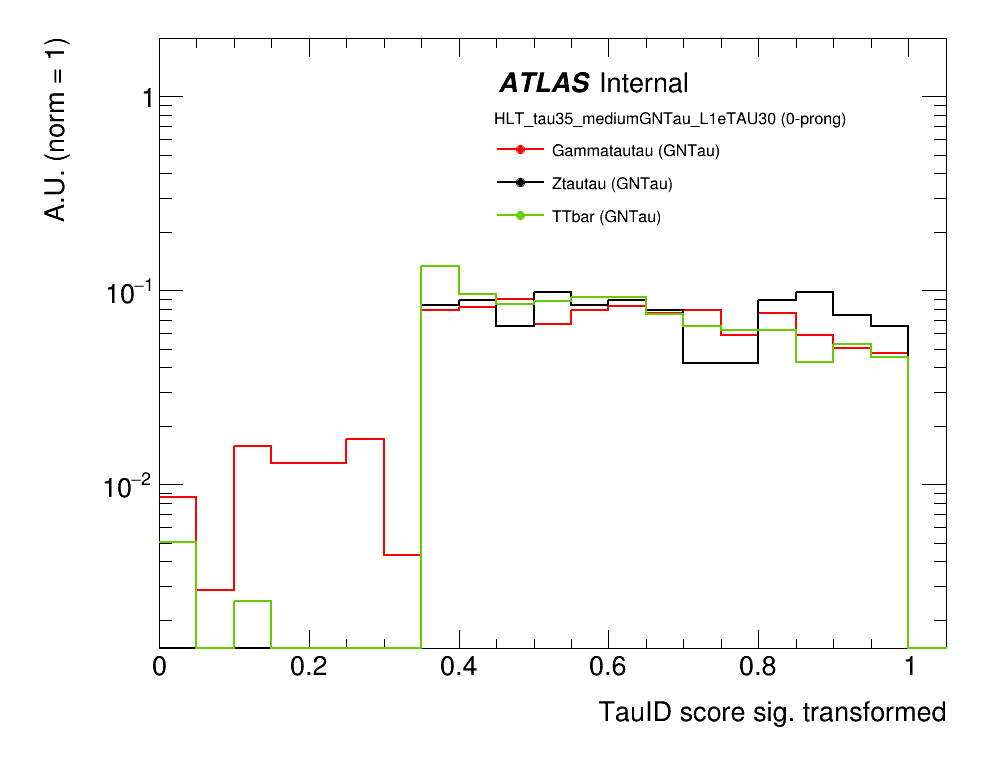 A.U. (norm = 1)
ATLAS Internal
HLT_tau35_mediumGNTau_L1eTAU30 (0-prong)
Gammatautau (GNTau)
Ztautau (GNTau)
TTbar (GNTau)
1
10⁻¹
10⁻²
0 0.2 0.4 0.6 0.8 1
TauID score sig. transformed